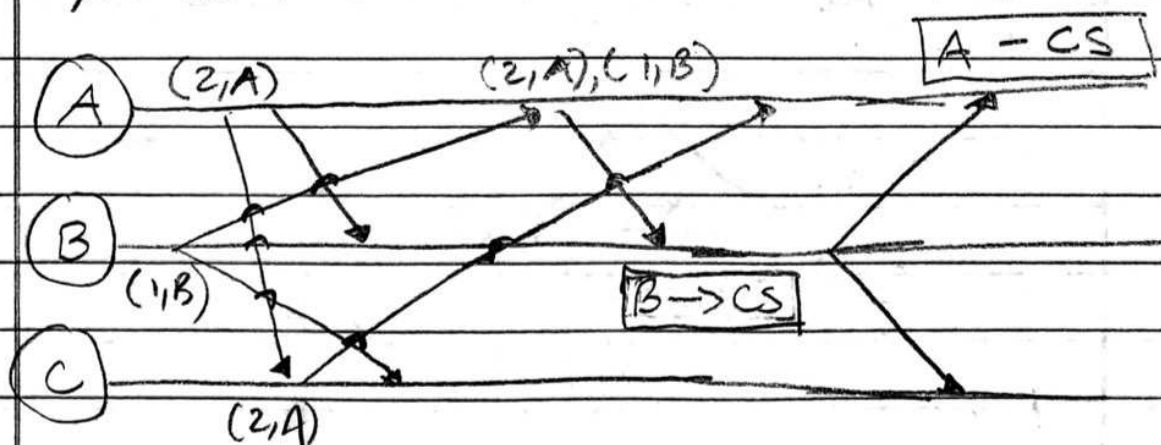 A - CS
(2,A) (2,A),(1,B)
A
B
(1,B)
B→CS
C
(2,A)